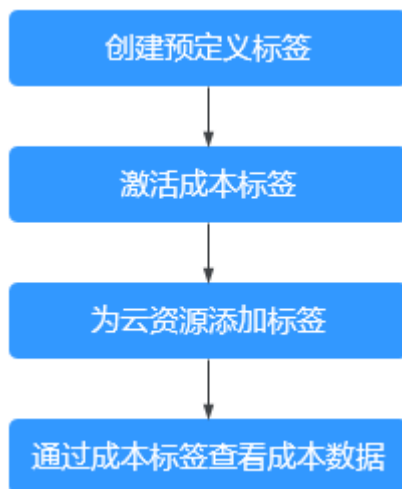 创建预定义标签
激活成本标签
为云资源添加标签
通过成本标签查看成本数据